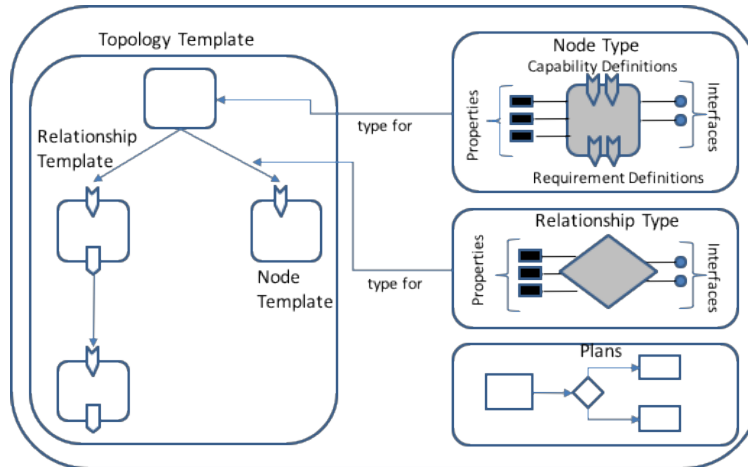 Topology Template
Relationship
Template
Node
Template
type for
type for
Node Type
Capability Definitions
Properties
Interfaces
Requirement Definitions
Relationship Type
Properties
Interfaces
Plans